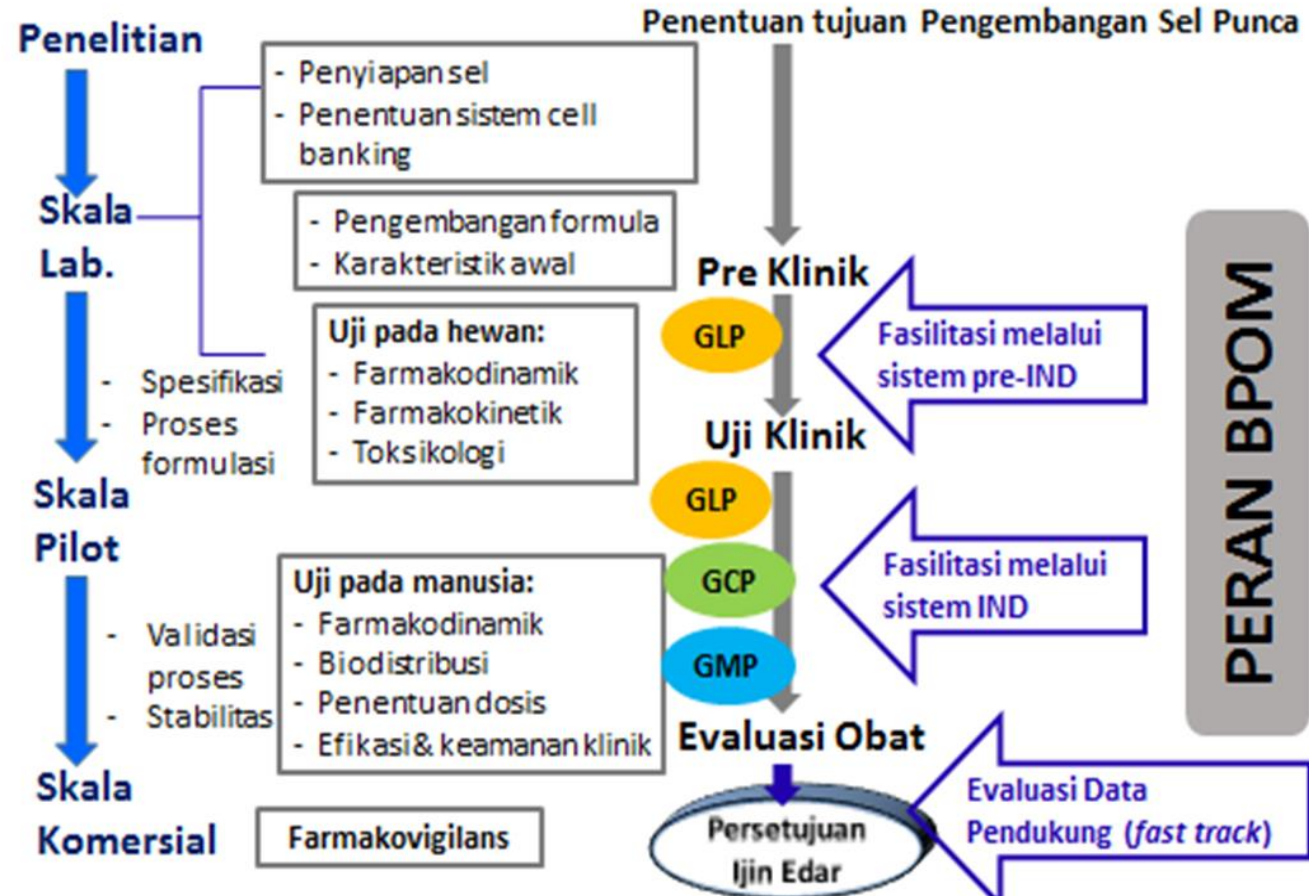 Penelitian
Skala
Lab.
- Spesifikasi
- Proses
formulasi
Skala
Pilot
- Validasi
proses
- Stabilitas
Skala
Komersial
- Penyiapan sel
- Penentuan sistem cell
banking
- Pengembangan formula
- Karakteristik awal
Uji pada hewan:
- Farmakodinamik
- Farmakokinetik
- Toksikologi
Uji pada manusia:
- Farmakodinamik
- Biodistribusi
- Penentuan dosis
- Efikasi & keamanan klinik
Farmakovigilans
Penentuan tujuan Pengembangan Sel Punca
Pre Klinik
GLP
Uji Klinik
GLP
GCP
GMP
Evaluasi Obat
Persetujuan
Ijin Edar
Fasilitasi melalui
sistem pre-IND
Fasilitasi melalui
sistem IND
Evaluasi Data
Pendukung (fast track)
PERAN BPOM